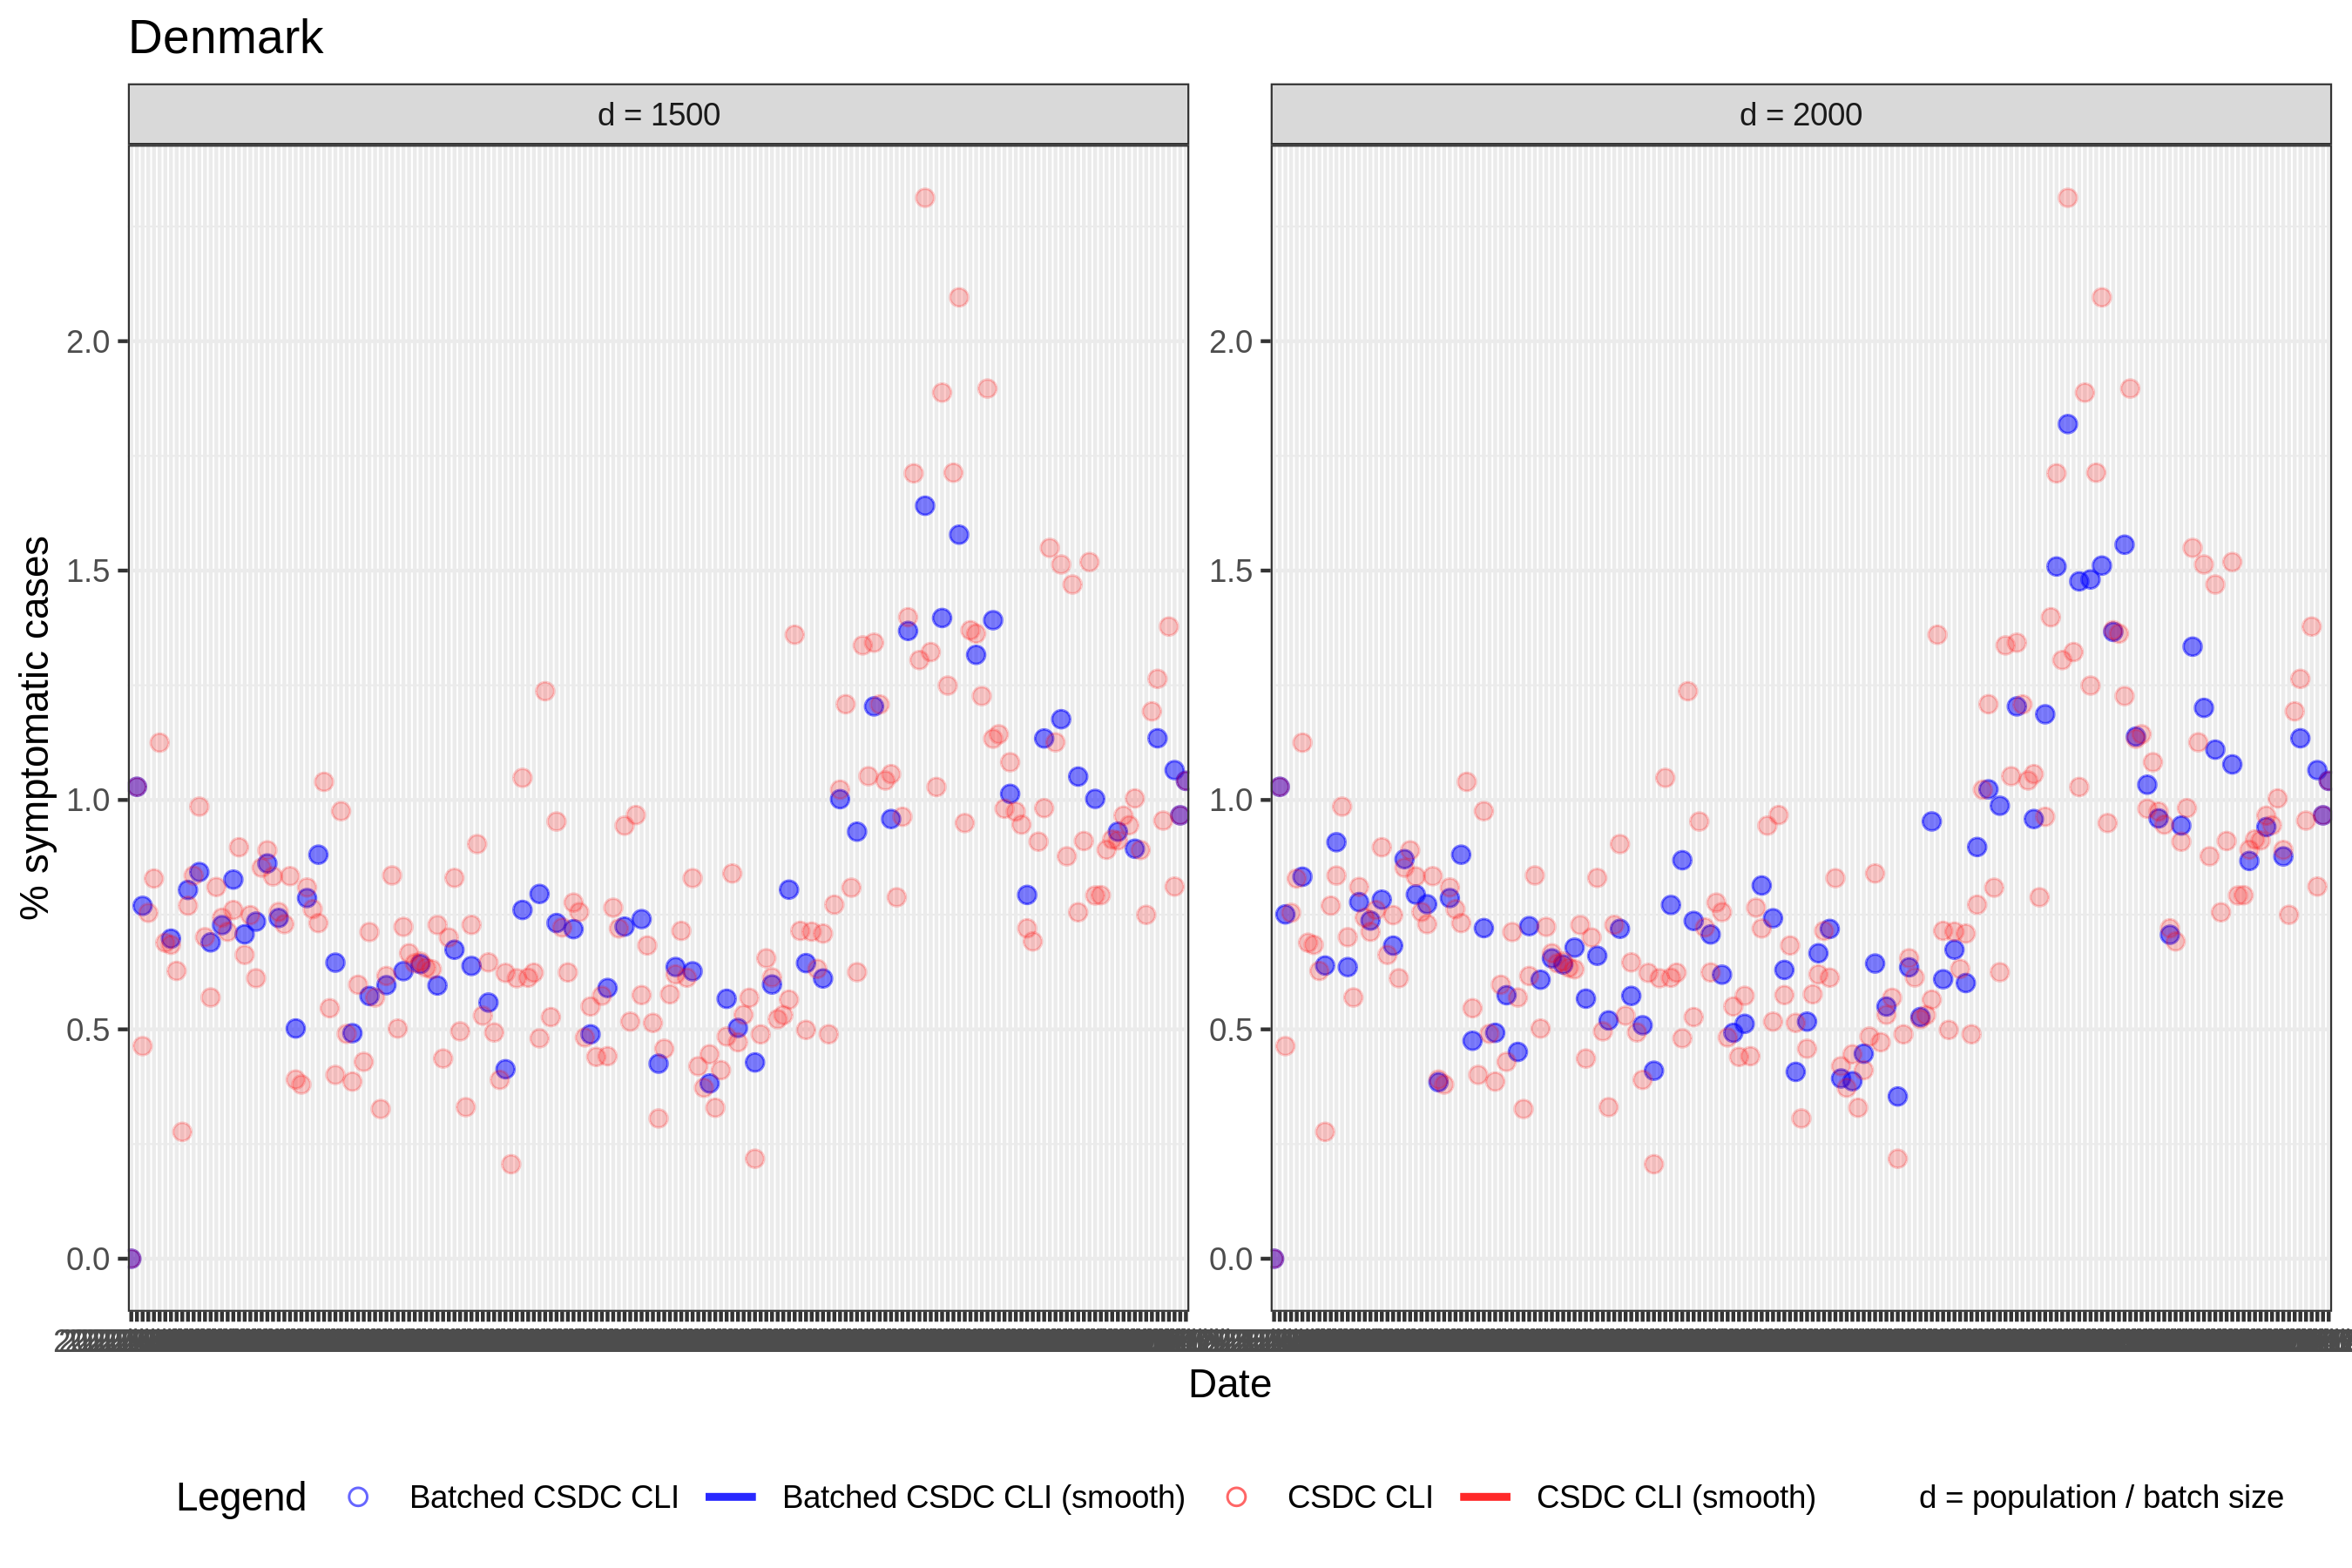 Denmark
d = 1500
d = 2000
% symptomatic cases
2.0
1.5
1.0
0.5
0.0
2.0
1.5
1.0
0.5
0.0
Date
Legend Batched CSDC CLI Batched CSDC CLI (smooth) CSDC CLI CSDC CLI (smooth) d = population / batch size